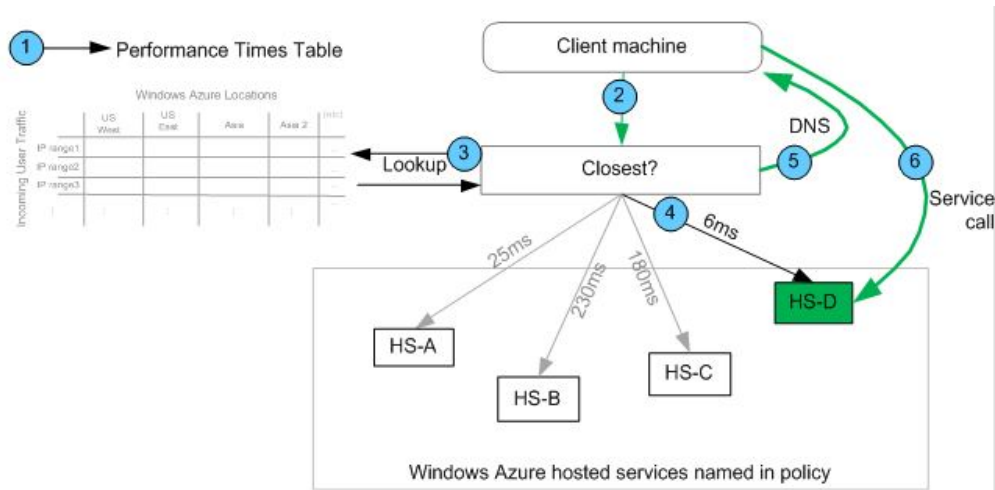 1
Performance Times Table
Client machine
Windows Azure Locations
Incoming User Traffic
US West
US East
Asia
Asia 2
IP range1
IP range2
IP range3
2
DNS
3
Lookup
Closest?
5
6
Service call
4
6ms
25ms
230ms
180ms
HS-D
HS-A
HS-C
HS-B
Windows Azure hosted services named in policy